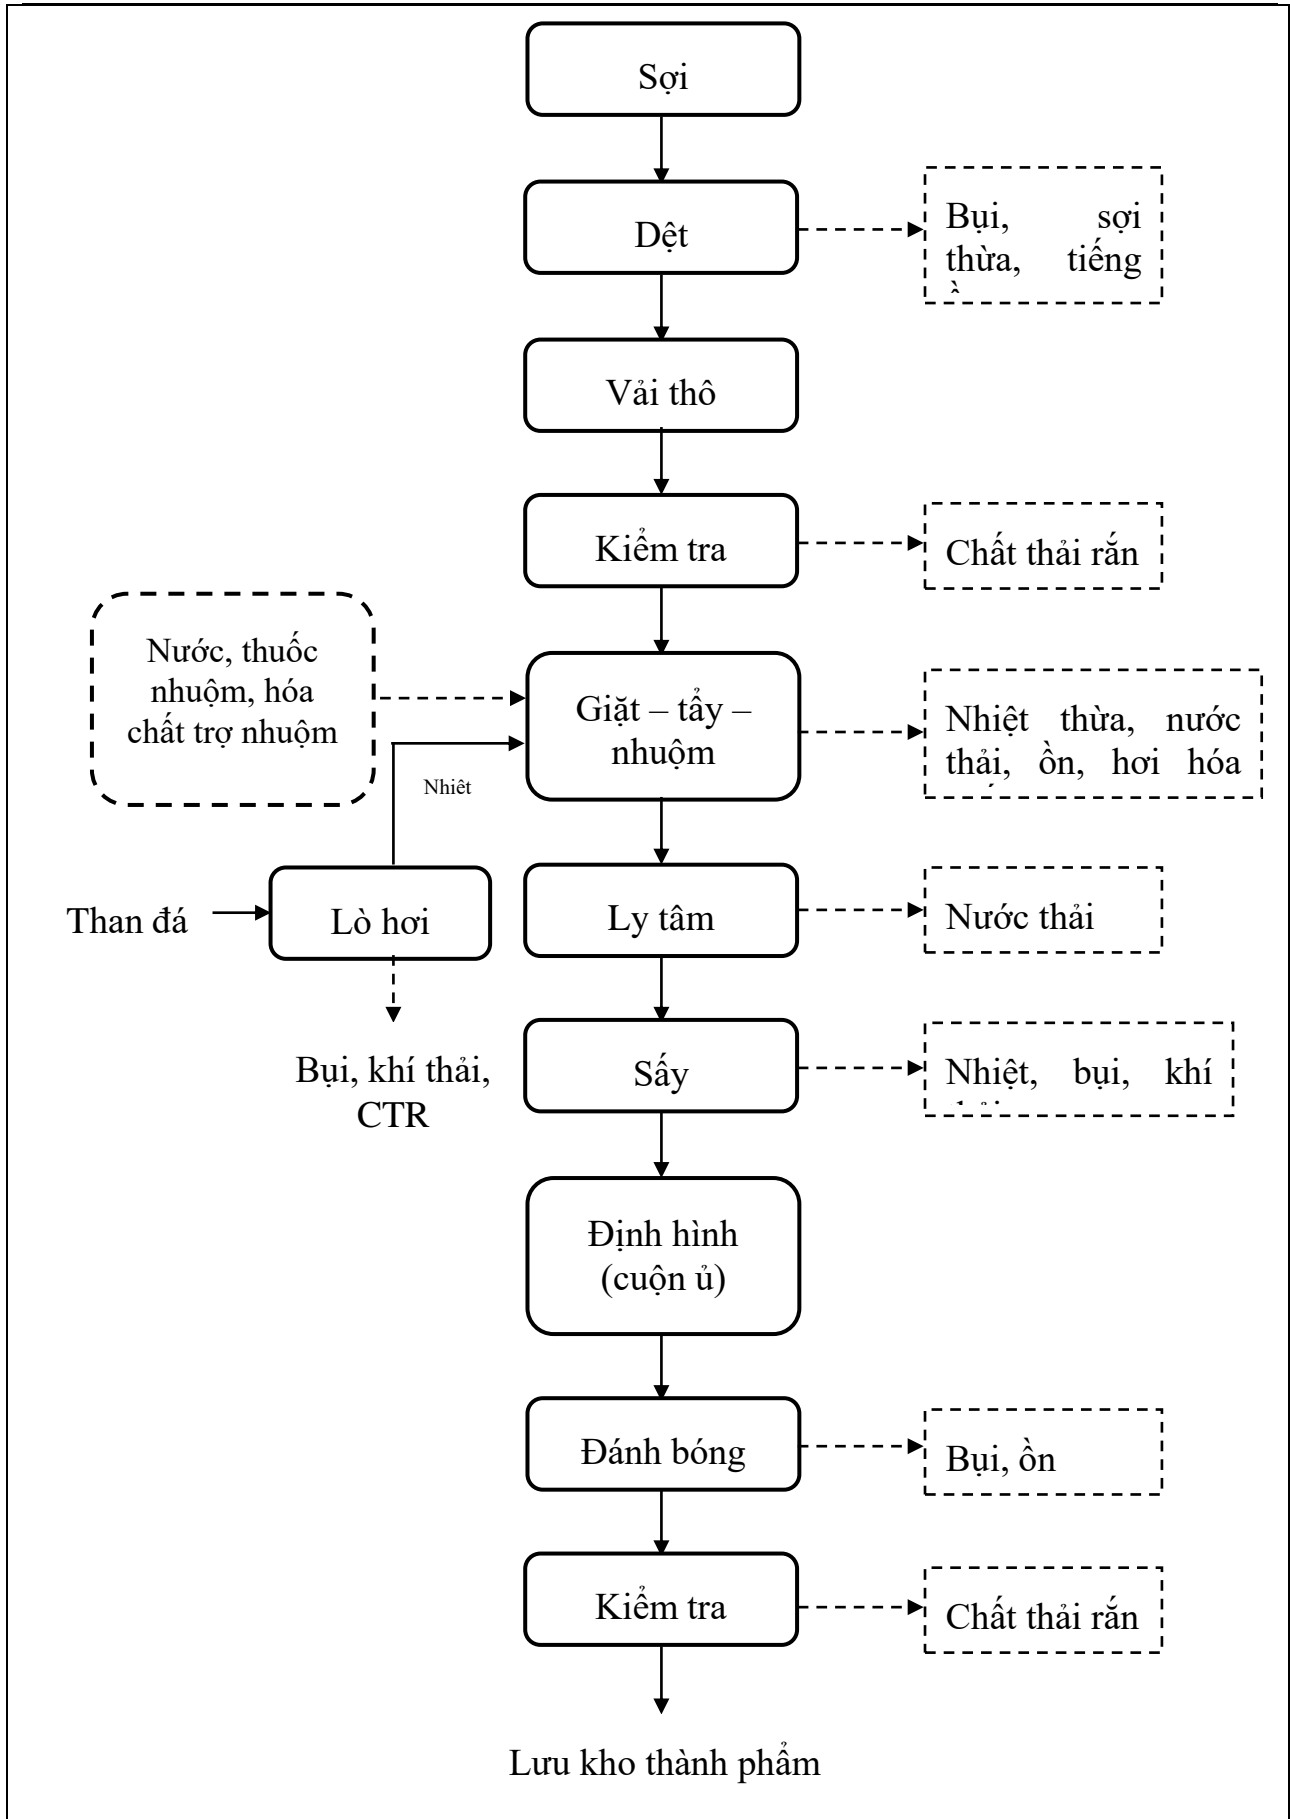 Sợi
Dệt
Bụi, sợi
thừa, tiếng
Vải thô
Kiểm tra
Chất thải rắn
Nước, thuốc
nhuộm, hóa
chất trợ nhuộm
Giặt – tẩy –
nhuộm
Nhiệt thừa, nước
thải, ồn, hơi hóa
Nhiêt
Than đá
Lò hơi
Ly tâm
Nước thải
Bụi, khí thải,
CTR
Sấy
Nhiệt, bụi, khí
Định hình
(cuộn ủ)
Đánh bóng
Bụi, ồn
Kiểm tra
Chất thải rắn
Lưu kho thành phẩm